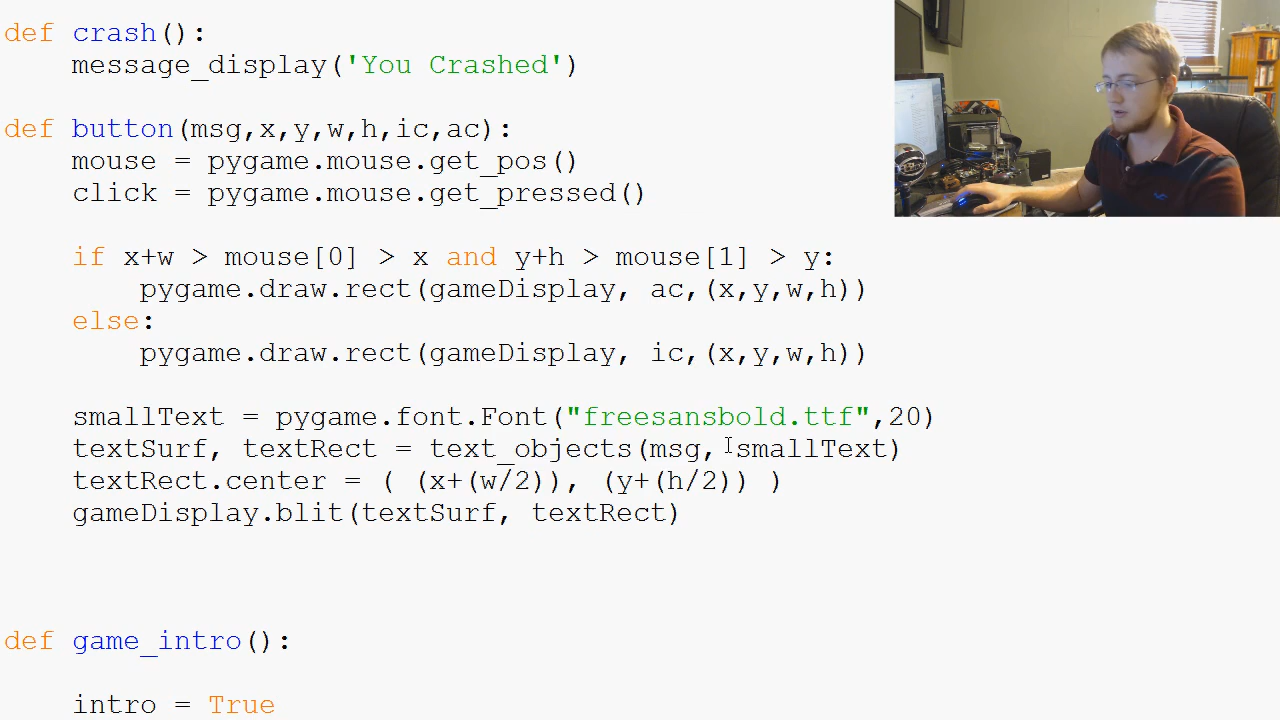 def crash():
    message_display('You Crashed')
def button(msg,x,y,w,h,ic,ac):
    mouse = pygame.mouse.get_pos()
    click = pygame.mouse.get_pressed()
    if x+w > mouse[0] > x and y+h > mouse[1] > y:
        pygame.draw.rect(gameDisplay, ac,(x,y,w,h))
    else:
        pygame.draw.rect(gameDisplay, ic,(x,y,w,h))
    smallText = pygame.font.Font("freesansbold.ttf",20)
    textSurf, textRect = text_objects(msg, smallText)
    textRect.center = ( (x+(w/2)), (y+(h/2)) )
    gameDisplay.blit(textSurf, textRect)
def game_intro():
    intro = True